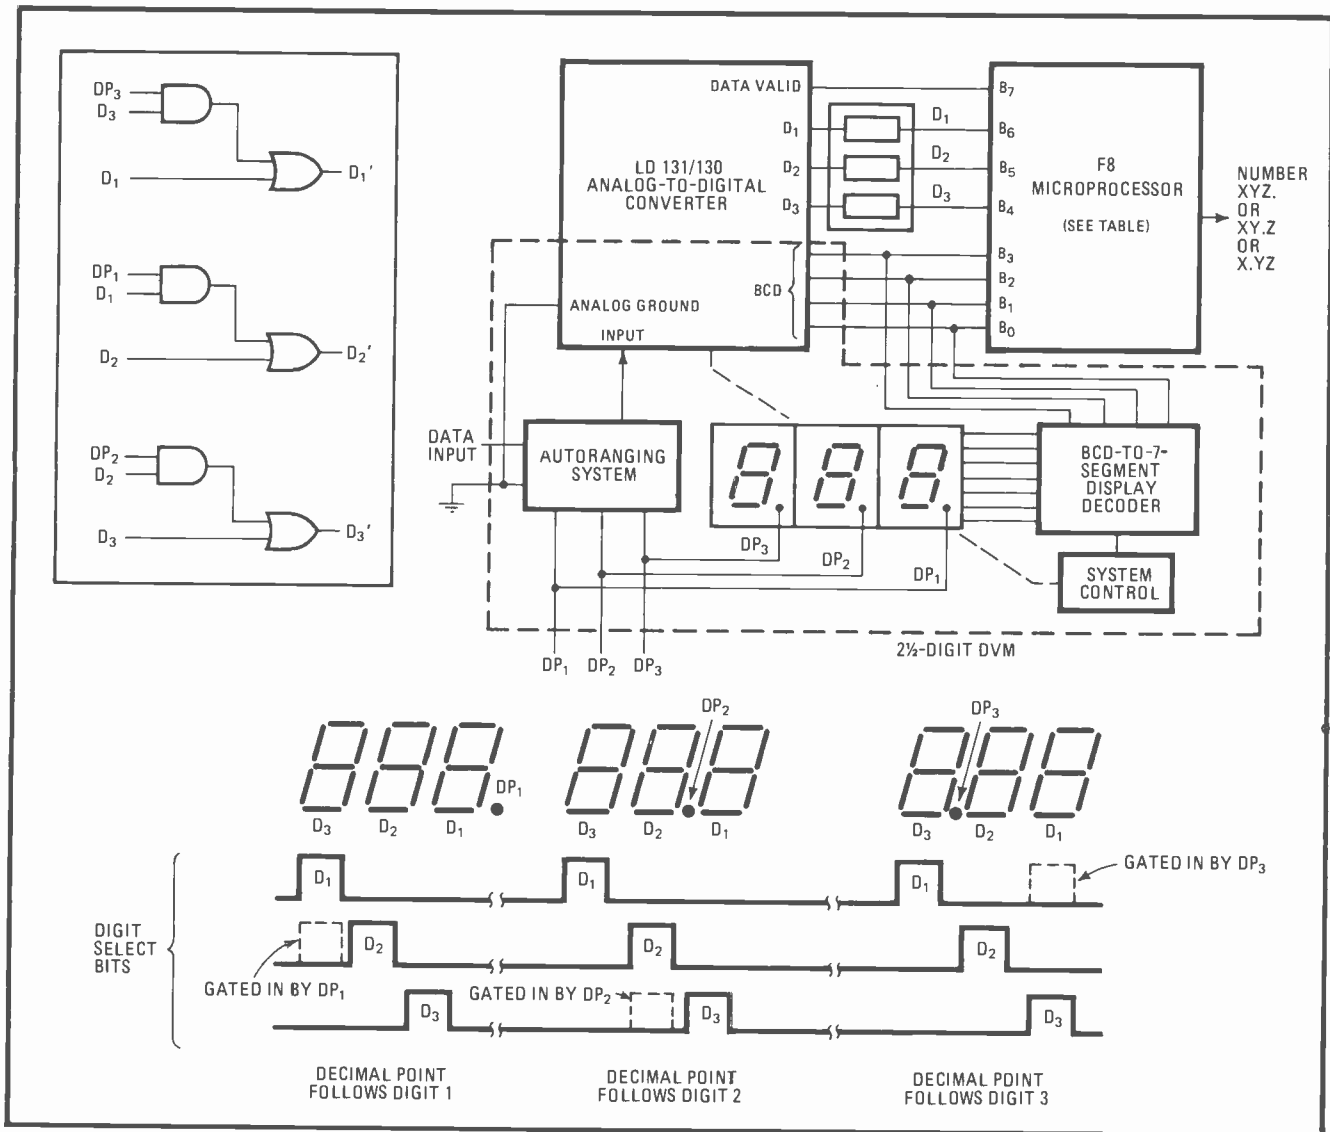 DP3
D3
D1
D1'
DP1
D1
D2
D2'
DP2
D2
D3
D3'
DATA VALID
D1
D2
D3
LD 131/130
ANALOG-TO-DIGITAL
CONVERTER
BCD
ANALOG GROUND
INPUT
D1
D2
D3
B7
B6
B5
B4
B3
B2
B1
B0
F8
MICROPROCESSOR
(SEE TABLE)
NUMBER
XYZ.
OR
XY.Z
OR
X.YZ
DATA
INPUT
AUTORANGING
SYSTEM
DP3
DP2
DP1
BCD-TO-7-
SEGMENT
DISPLAY
DECODER
SYSTEM
CONTROL
DP1 DP2 DP3
2½-DIGIT DVM
DP1
D3 D2 D1
DP2
D3 D2 D1
DP3
D3 D2 D1
DIGIT
SELECT
BITS
D1
D1
D1
GATED IN BY DP3
D2
D2
D2
GATED IN BY DP1
D3
GATED IN BY DP2
D3
D3
DECIMAL POINT
FOLLOWS DIGIT 1
DECIMAL POINT
FOLLOWS DIGIT 2
DECIMAL POINT
FOLLOWS DIGIT 3